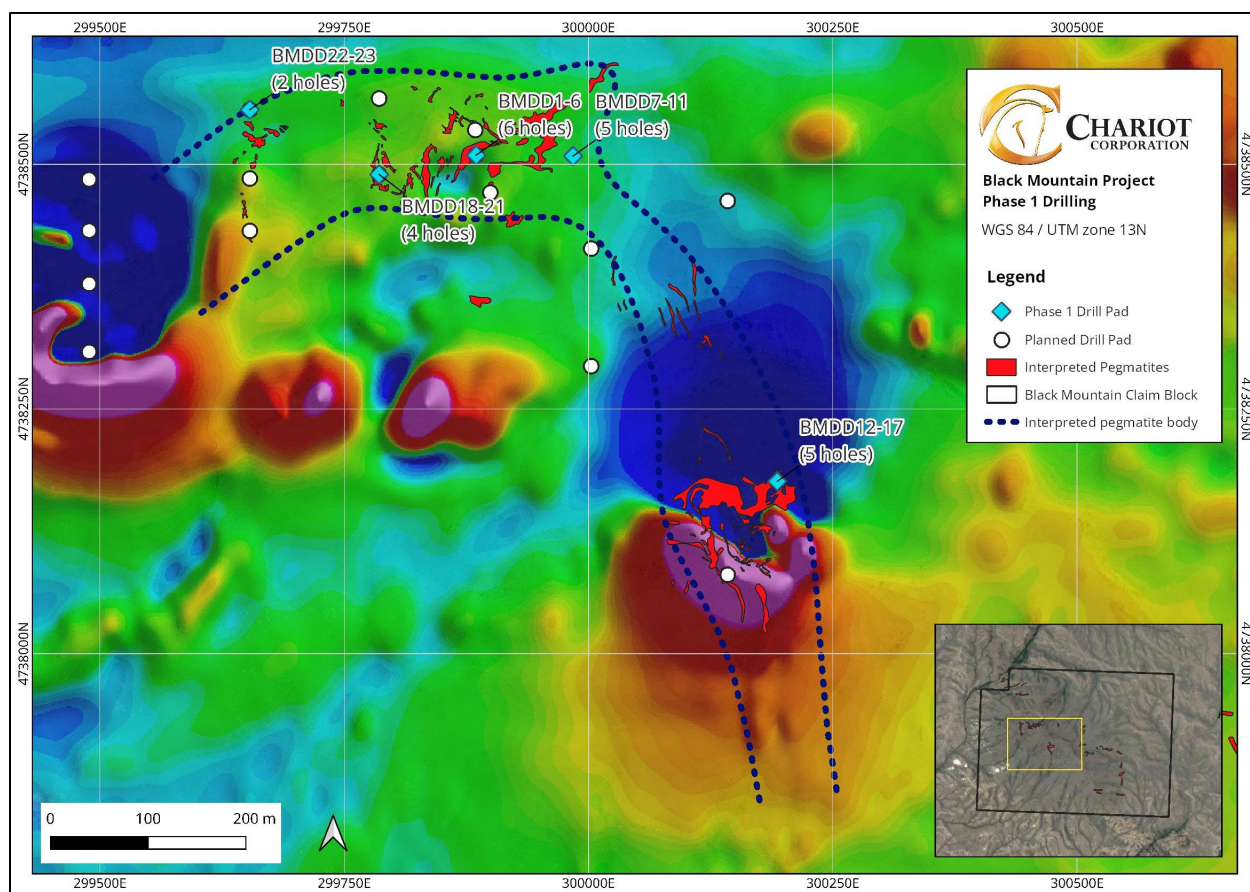 299500E 299750E 300000E 300250E 300500E
BMDD22-23
(2 holes)
BMDD1-6
(6 holes)
BMDD7-11
(5 holes)
BMDD18-21
(4 holes)
BMDD12-17
(5 holes)
4738500N
4738250N
4738000N
4738500N
4738250N
4738000N
CHARIOT
CORPORATION
Black Mountain Project
Phase 1 Drilling
WGS 84 / UTM zone 13N
Legend
Phase 1 Drill Pad
Planned Drill Pad
Interpreted Pegmatites
Black Mountain Claim Block
Interpreted pegmatite body
0 100 200 m
299500E 299750E 300000E 300250E 300500E